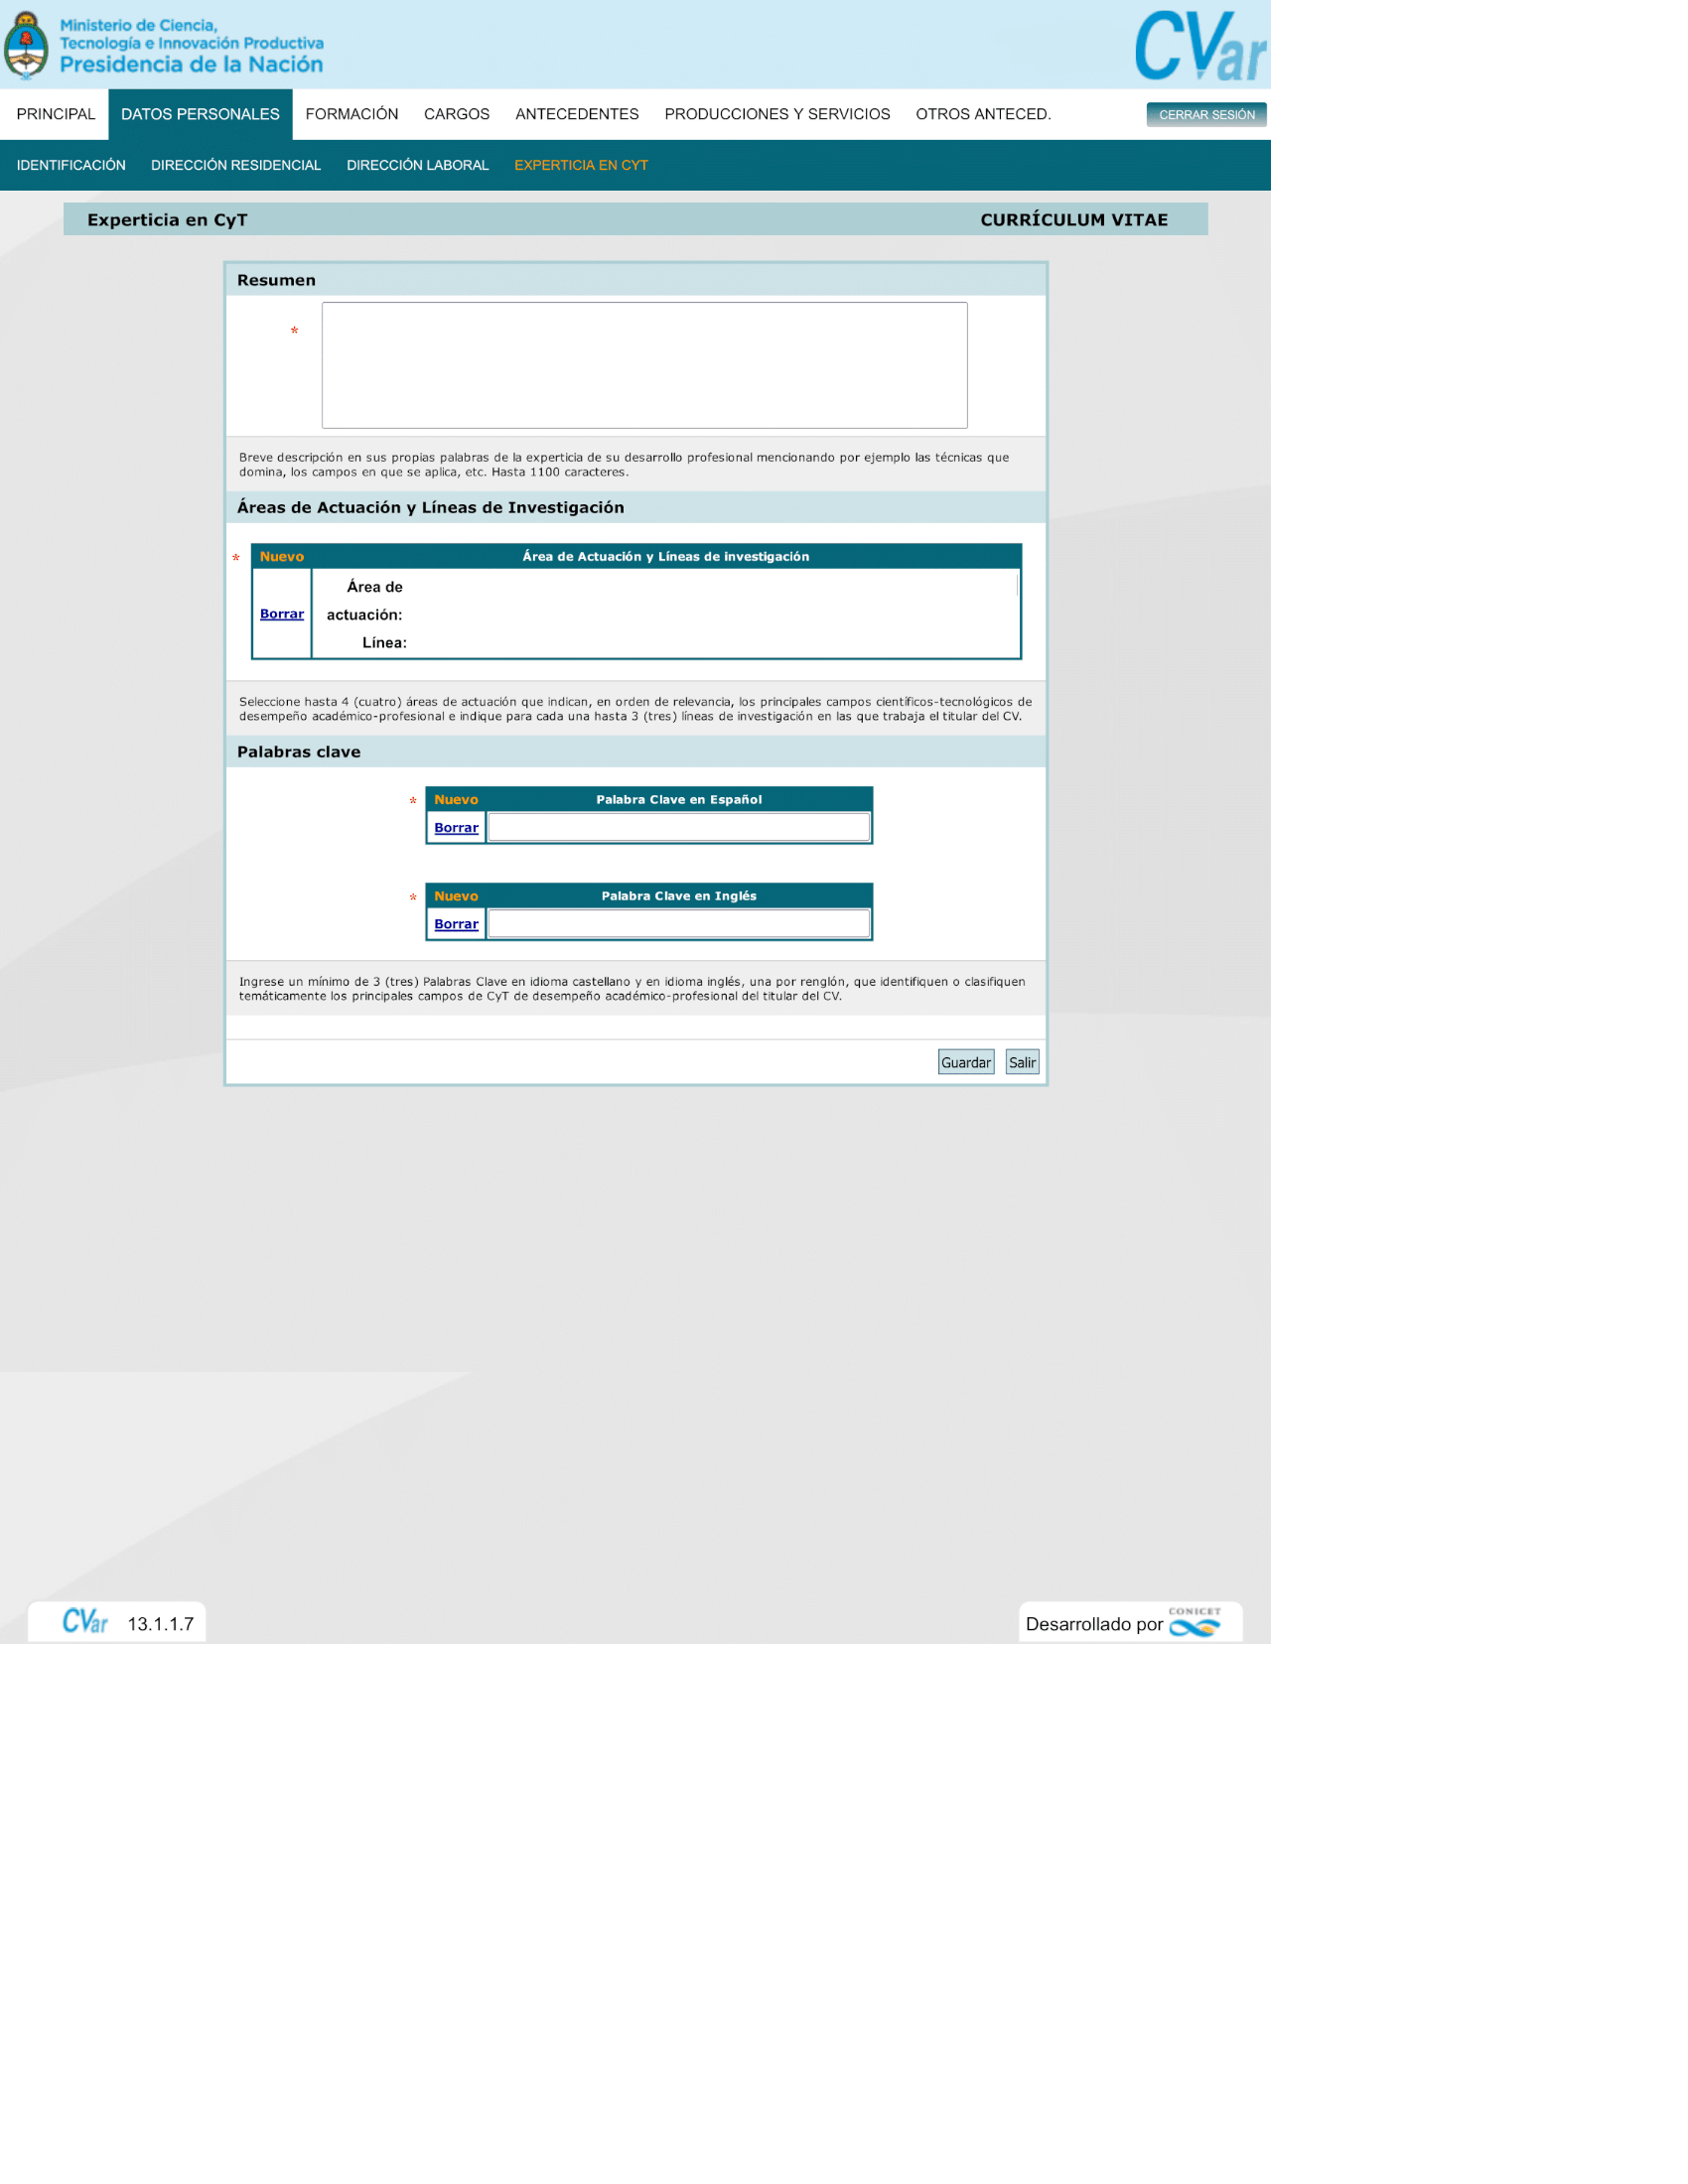 Ministerio de Ciencia,
Tecnología e Innovación Productiva
Presidencia de la Nación
CVar
PRINCIPAL DATOS PERSONALES FORMACIÓN CARGOS ANTECEDENTES PRODUCCIONES Y SERVICIOS OTROS ANTECED. CERRAR SESIÓN
IDENTIFICACIÓN DIRECCIÓN RESIDENCIAL DIRECCIÓN LABORAL EXPERTICIA EN CYT
Experticia en CyT CURRÍCULUM VITAE
Resumen
*
Breve descripción en sus propias palabras de la experticia de su desarrollo profesional mencionando por ejemplo las técnicas que
domina, los campos en que se aplica, etc. Hasta 1100 caracteres.
Áreas de Actuación y Líneas de Investigación
* Nuevo Área de Actuación y Líneas de investigación
Área de
Borrar actuación:
Línea:
Seleccione hasta 4 (cuatro) áreas de actuación que indican, en orden de relevancia, los principales campos científicos-tecnológicos de
desempeño académico-profesional e indique para cada una hasta 3 (tres) líneas de investigación en las que trabaja el titular del CV.
Palabras clave
* Nuevo Palabra Clave en Español
Borrar
* Nuevo Palabra Clave en Inglés
Borrar
Ingrese un mínimo de 3 (tres) Palabras Clave en idioma castellano y en idioma inglés, una por renglón, que identifiquen o clasifiquen
temáticamente los principales campos de CyT de desempeño académico-profesional del titular del CV.
Guardar Salir
CVar 13.1.1.7
Desarrollado por CONICET